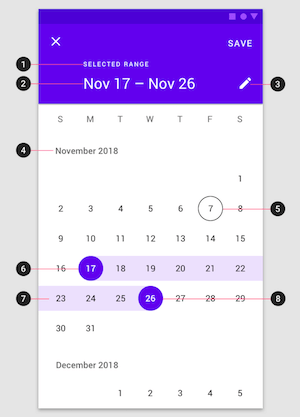 SAVE
1 SELECTED RANGE
2 Nov 17 – Nov 26 3
S M T W T F S
4 November 2018
1
2 3 4 5 6 7 8 5
9 10 11 12 13 14 15
6 16 17 18 19 20 21 22
7 23 24 25 26 27 28 29 8
30 31
December 2018
1 2 3 4 5